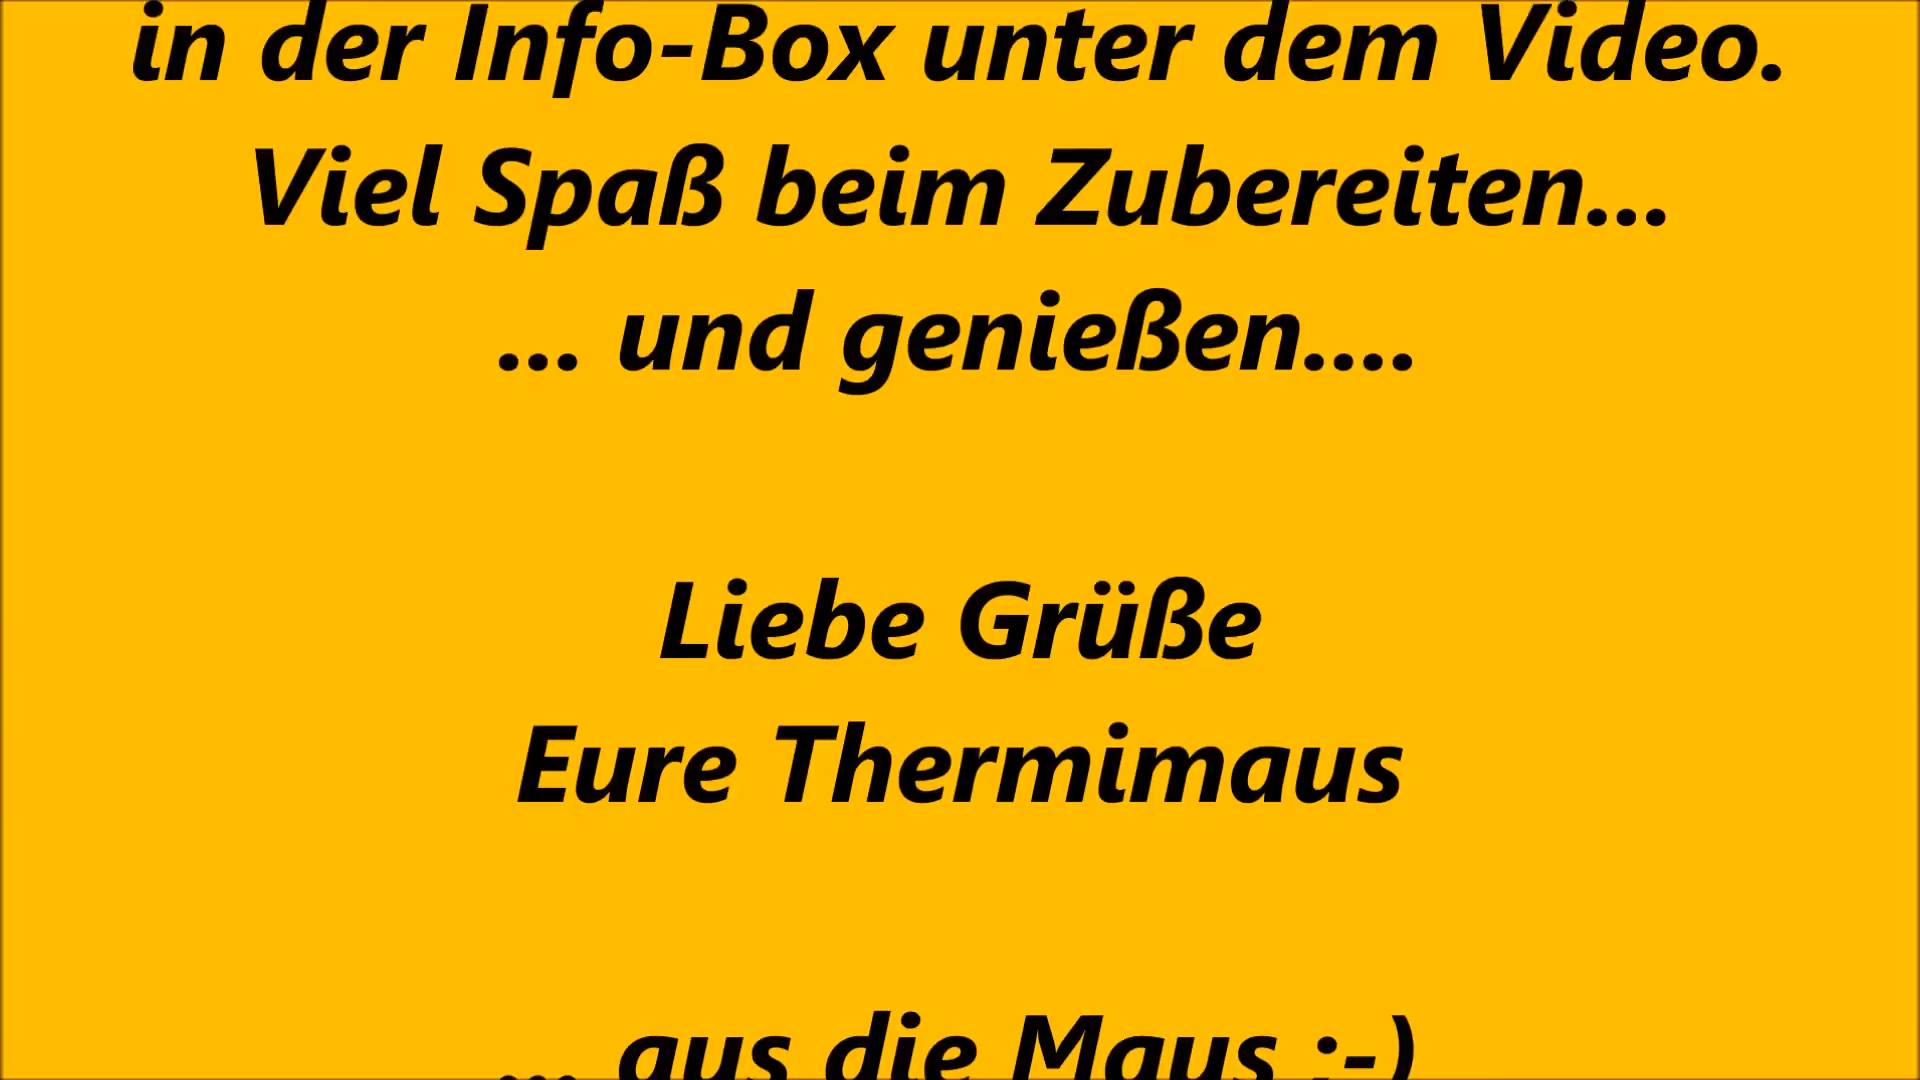 in der Info-Box unter dem Video.
Viel Spaß beim Zubereiten...
... und genießen....
Liebe Grüße
Eure Thermimaus
... aus die Maus ;-)